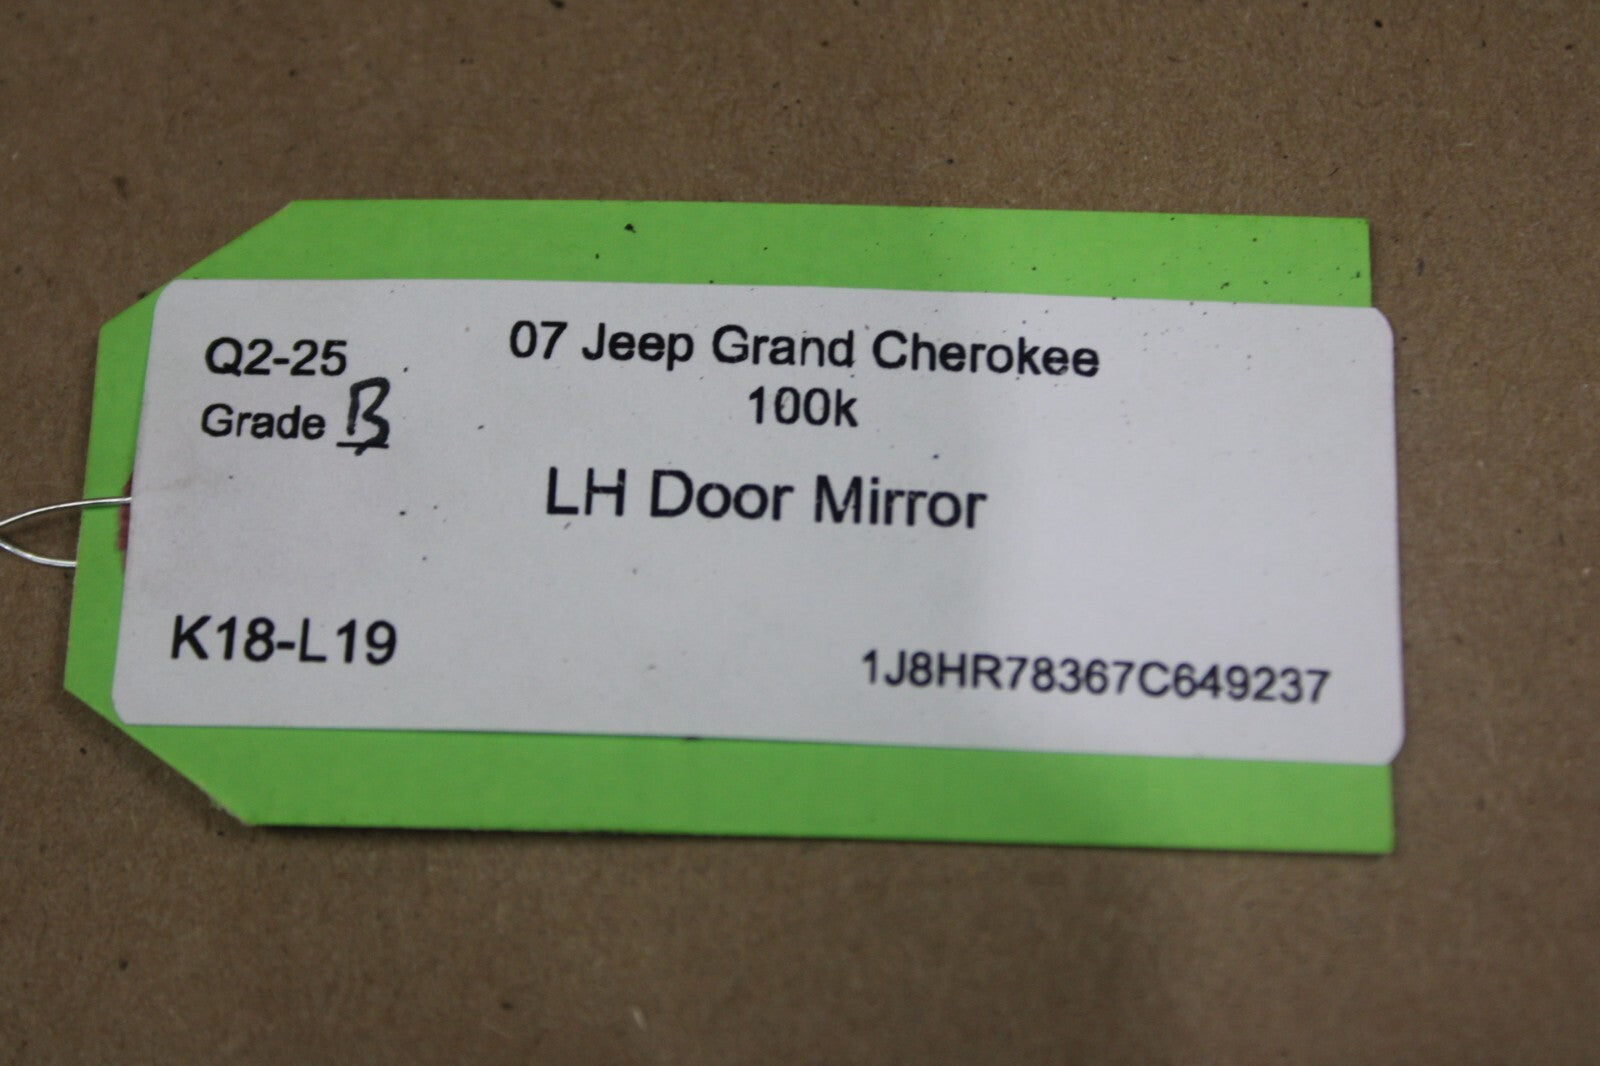 Q2-25
07 Jeep Grand Cherokee
Grade B
100k
LH Door Mirror
K18-L19
1J8HR78367C649237